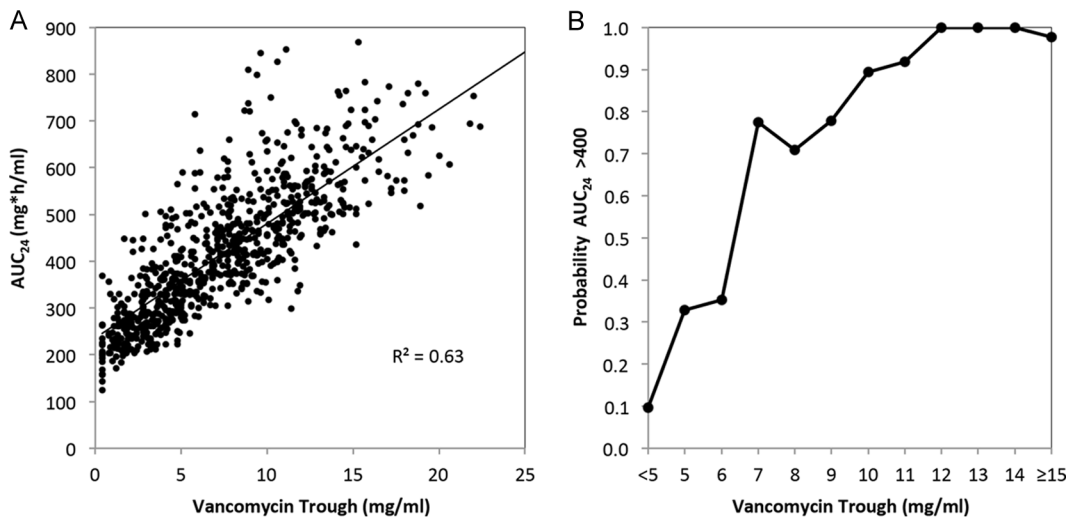 A
900
800
700
600
500
400
300
200
100
0
AUC24 (mg*h/ml)
R² = 0.63
0 5 10 15 20 25
Vancomycin Trough (mg/ml)
B
1.0
0.9
0.8
0.7
0.6
0.5
0.4
0.3
0.2
0.1
0.0
Probability AUC24 >400
<5 5 6 7 8 9 10 11 12 13 14 ≥15
Vancomycin Trough (mg/ml)